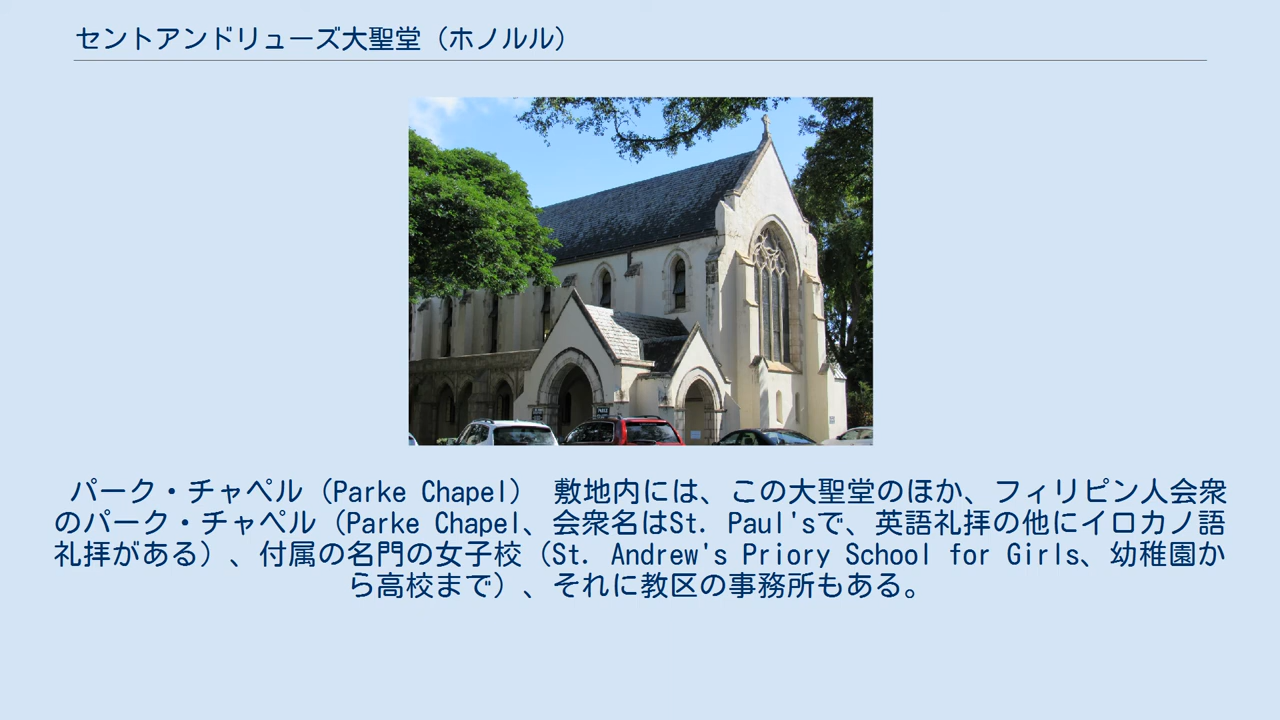 セントアンドリューズ大聖堂（ホノルル）
パーク・チャペル（Parke Chapel） 敷地内には、この大聖堂のほか、フィリピン人会衆
のパーク・チャペル（Parke Chapel、会衆名はSt. Paul'sで、英語礼拝の他にイロカノ語
礼拝がある）、付属の名門の女子校（St. Andrew's Priory School for Girls、幼稚園か
ら高校まで）、それに教区の事務所もある。